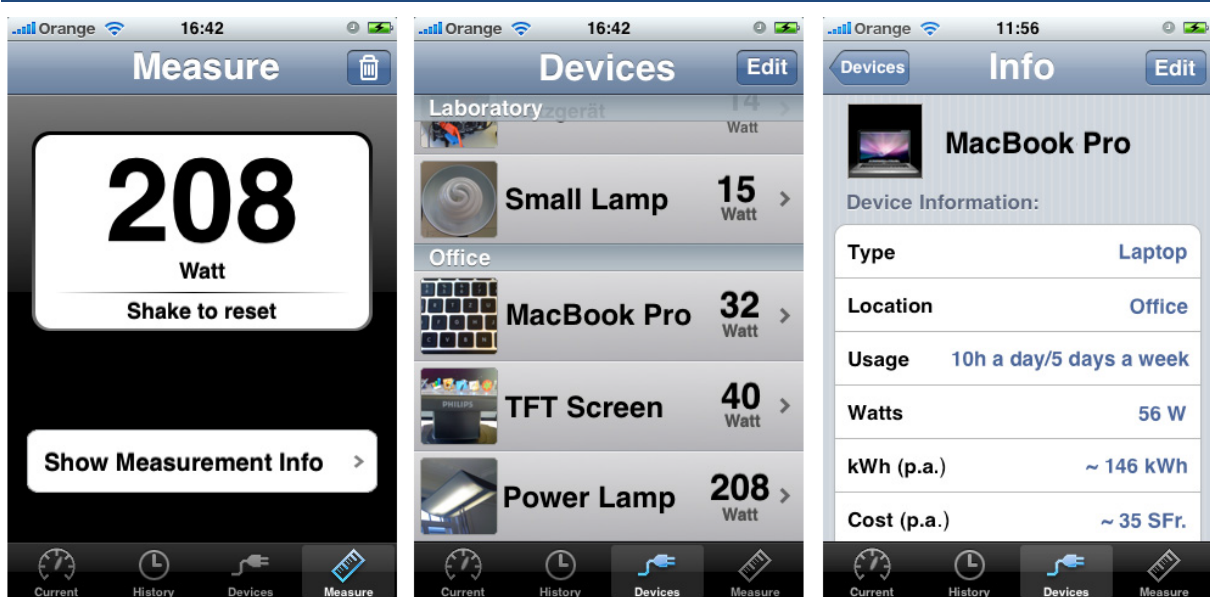 Orange 16:42
Measure
208
Watt
Shake to reset
Show Measurement Info
Current History Devices Measure
Orange 16:42
Devices Edit
Laboratory
zgerät 14
Watt
Small Lamp 15
Watt
Office
MacBook Pro 32
Watt
PHILIPS
TFT Screen 40
Watt
Power Lamp 208
Watt
Current History Devices Measure
Orange 11:56
Devices Info Edit
MacBook Pro
Device Information:
Type Laptop
Location Office
Usage 10h a day/5 days a week
Watts 56 W
kWh (p.a.) ~ 146 kWh
Cost (p.a.) ~ 35 SFr.
Current History Devices Measure